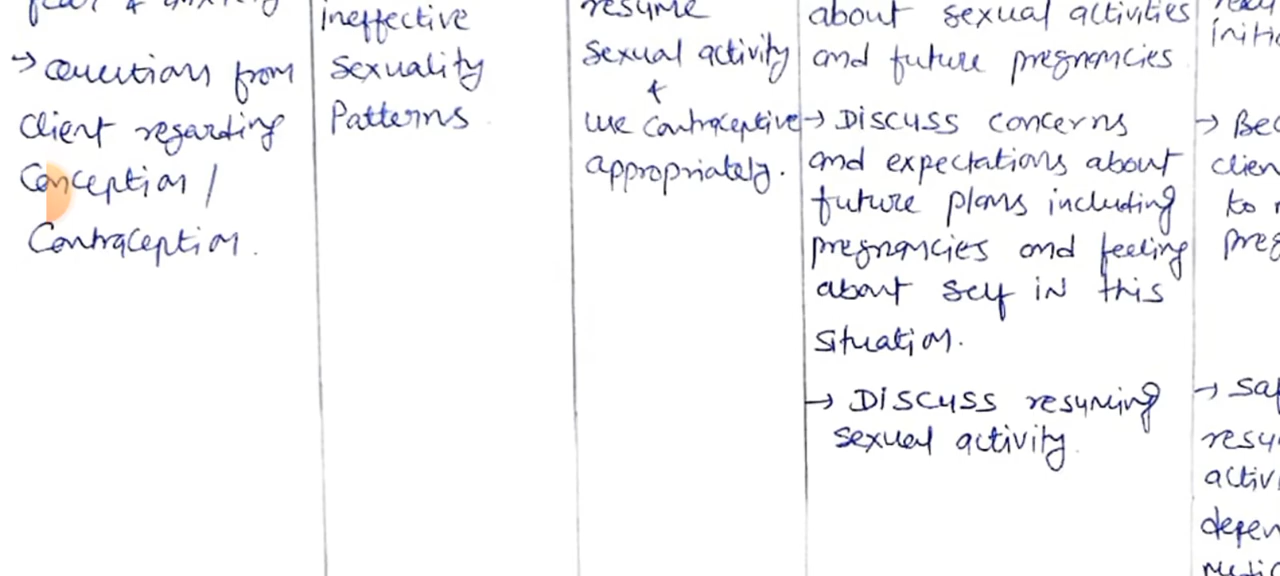 ineffective
Sexuality
Patterns
→ Questions from
Client regarding
Conception /
Contraception.
resume
Sexual activity
&
use Contraceptive
appropriately.
about sexual activities
and future pregnancies
→ Discuss concerns
and expectations about
future plans including
pregnancies and feeling
about self in this
situation.
→ Discuss resuming
sexual activity.
→ Bec
clien
to
preg
→ Saf
resu
activ
depen